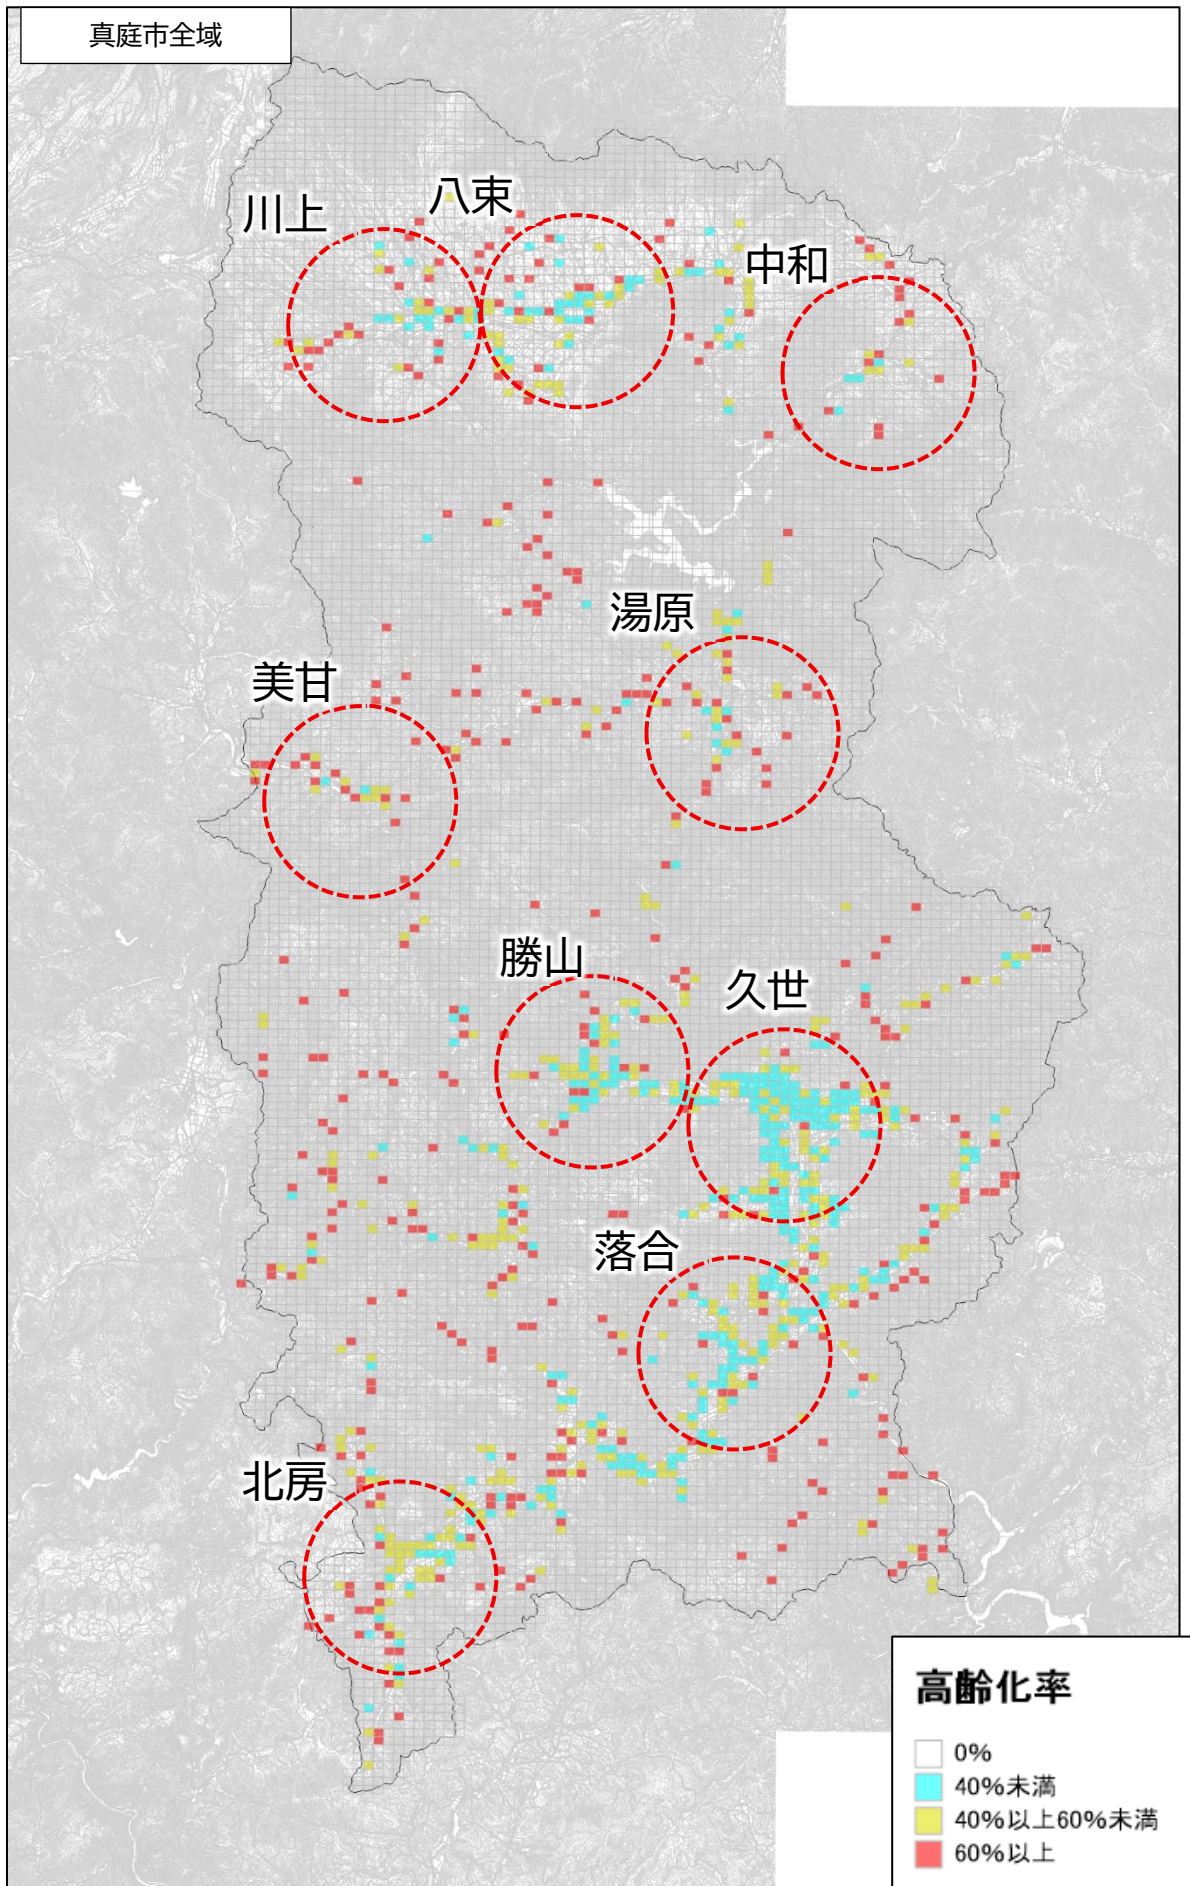 真庭市全域
川上
八束
中和
湯原
美甘
勝山
久世
落合
北房
高齢化率
0%
40%未満
40%以上60%未満
60%以上